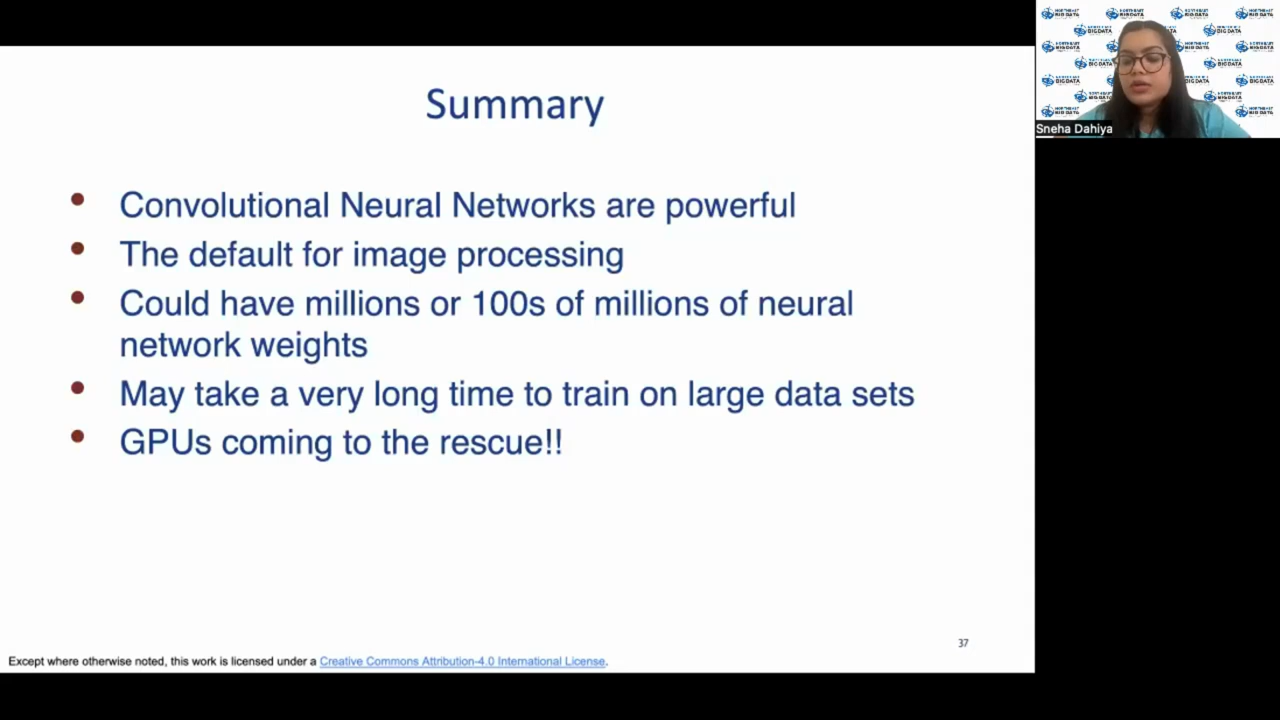 Summary
• Convolutional Neural Networks are powerful
• The default for image processing
• Could have millions or 100s of millions of neural
network weights
• May take a very long time to train on large data sets
• GPUs coming to the rescue!!
37
Except where otherwise noted, this work is licensed under a Creative Commons Attribution-4.0 International License.
NORTHEAST
BIG DATA
Sneha Dahiya